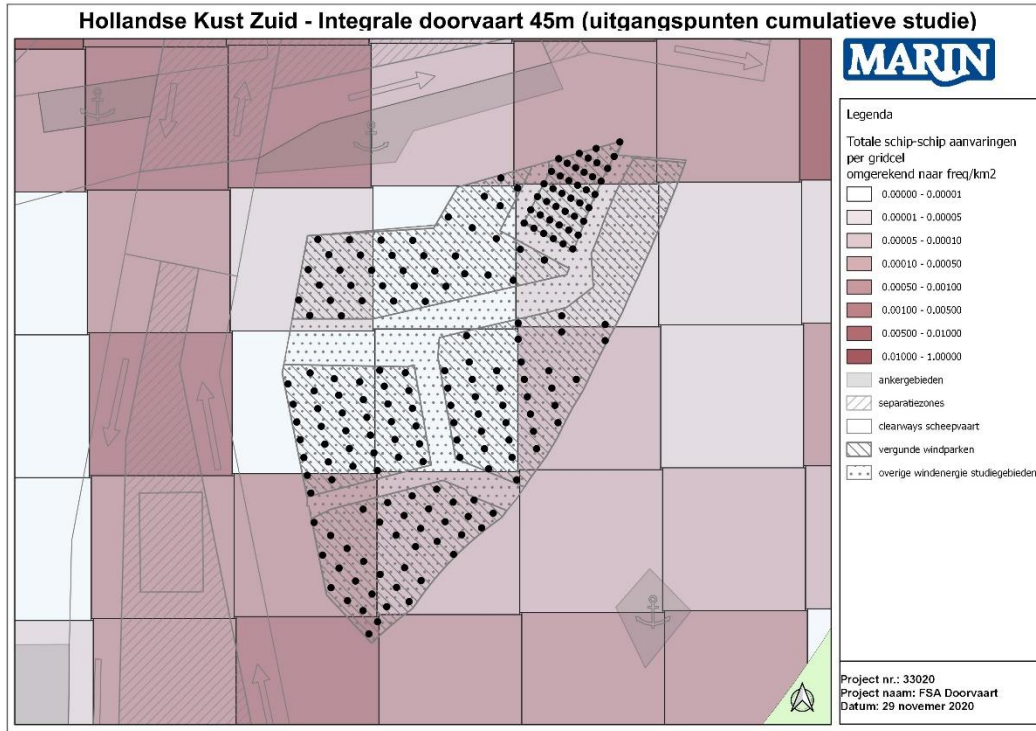 Hollandse Kust Zuid - Integrale doorvaart 45m (uitgangspunten cumulatieve studie)
MARIN
Legenda
Totale schip-schip aanvaringen
per gridcel
omgerekend naar freq/km2
0.00000 - 0.00001
0.00001 - 0.00005
0.00005 - 0.00010
0.00010 - 0.00050
0.00050 - 0.00100
0.00100 - 0.00500
0.00500 - 0.01000
0.01000 - 1.00000
ankergebieden
separatiezones
clearways scheepvaart
vergunde windparken
overige windenergie studiegebieden
Project nr.: 33020
Project naam: FSA Doorvaart
Datum: 29 novemer 2020